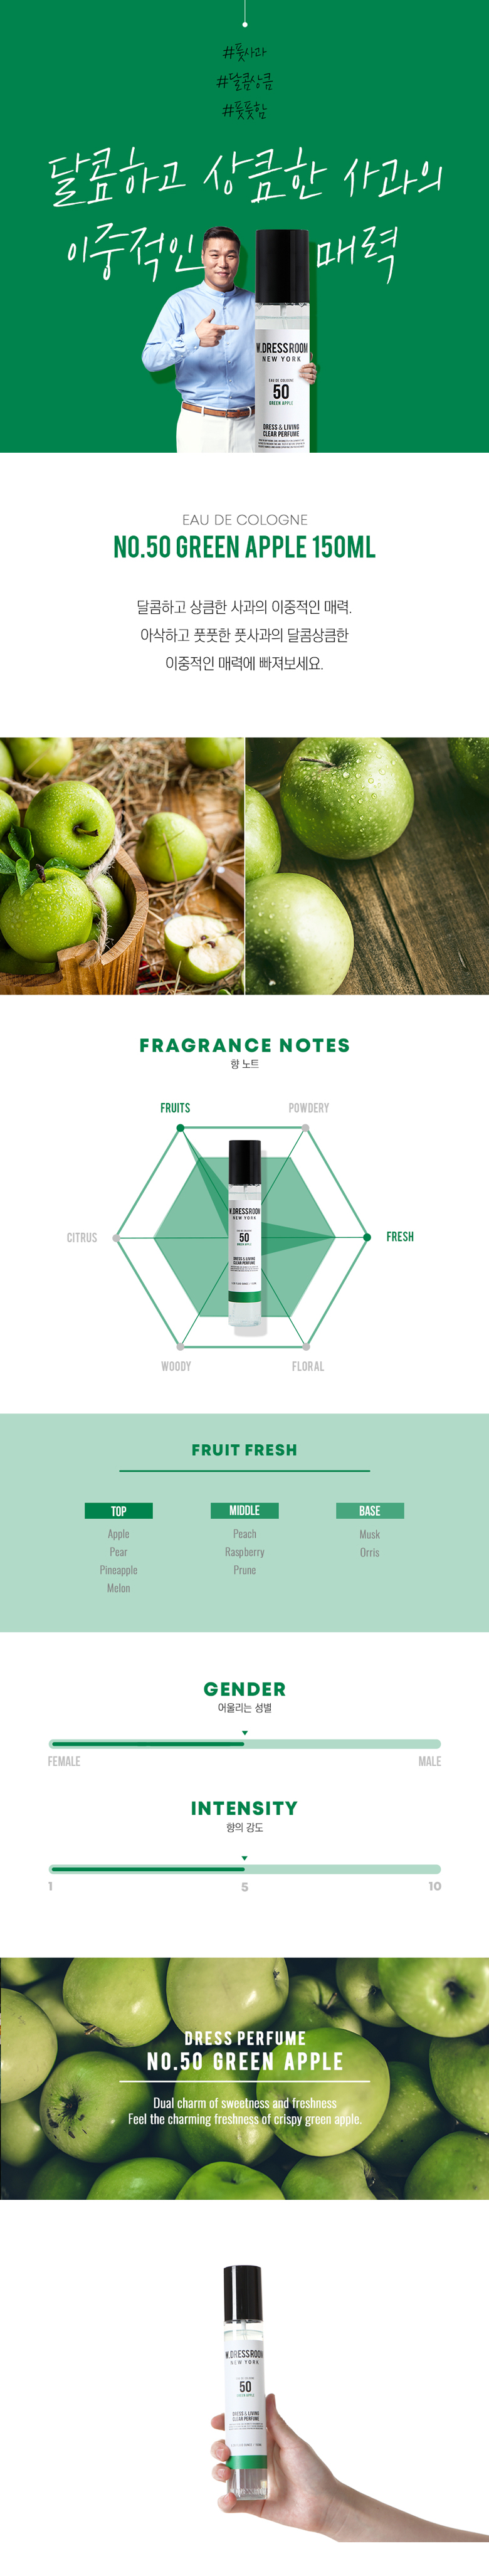 #풋사과
#달콤상큼
#풋풋함
달콤하고 상큼한 사과의
이중적인 매력
W.DRESSROOM
NEW YORK
EAU DE COLOGNE
50
GREEN APPLE
DRESS & LIVING
CLEAR PERFUME
EAU DE COLOGNE
NO.50 GREEN APPLE 150ML
달콤하고 상큼한 사과의 이중적인 매력.
아삭하고 풋풋한 풋사과의 달콤상큼한
이중적인 매력에 빠져보세요.
FRAGRANCE NOTES
향 노트
FRUITS
POWDERY
CITRUS
FRESH
WOODY
FLORAL
W.DRESSROOM
NEW YORK
50
DRESS & LIVING
CLEAR PERFUME
FRUIT FRESH
TOP
Apple
Pear
Pineapple
Melon
MIDDLE
Peach
Raspberry
Prune
BASE
Musk
Orris
GENDER
어울리는 성별
FEMALE
MALE
INTENSITY
향의 강도
1
5
10
DRESS PERFUME
NO.50 GREEN APPLE
Dual charm of sweetness and freshness
Feel the charming freshness of crispy green apple.
W.DRESSROOM
NEW YORK
50
DRESS & LIVING
CLEAR PERFUME